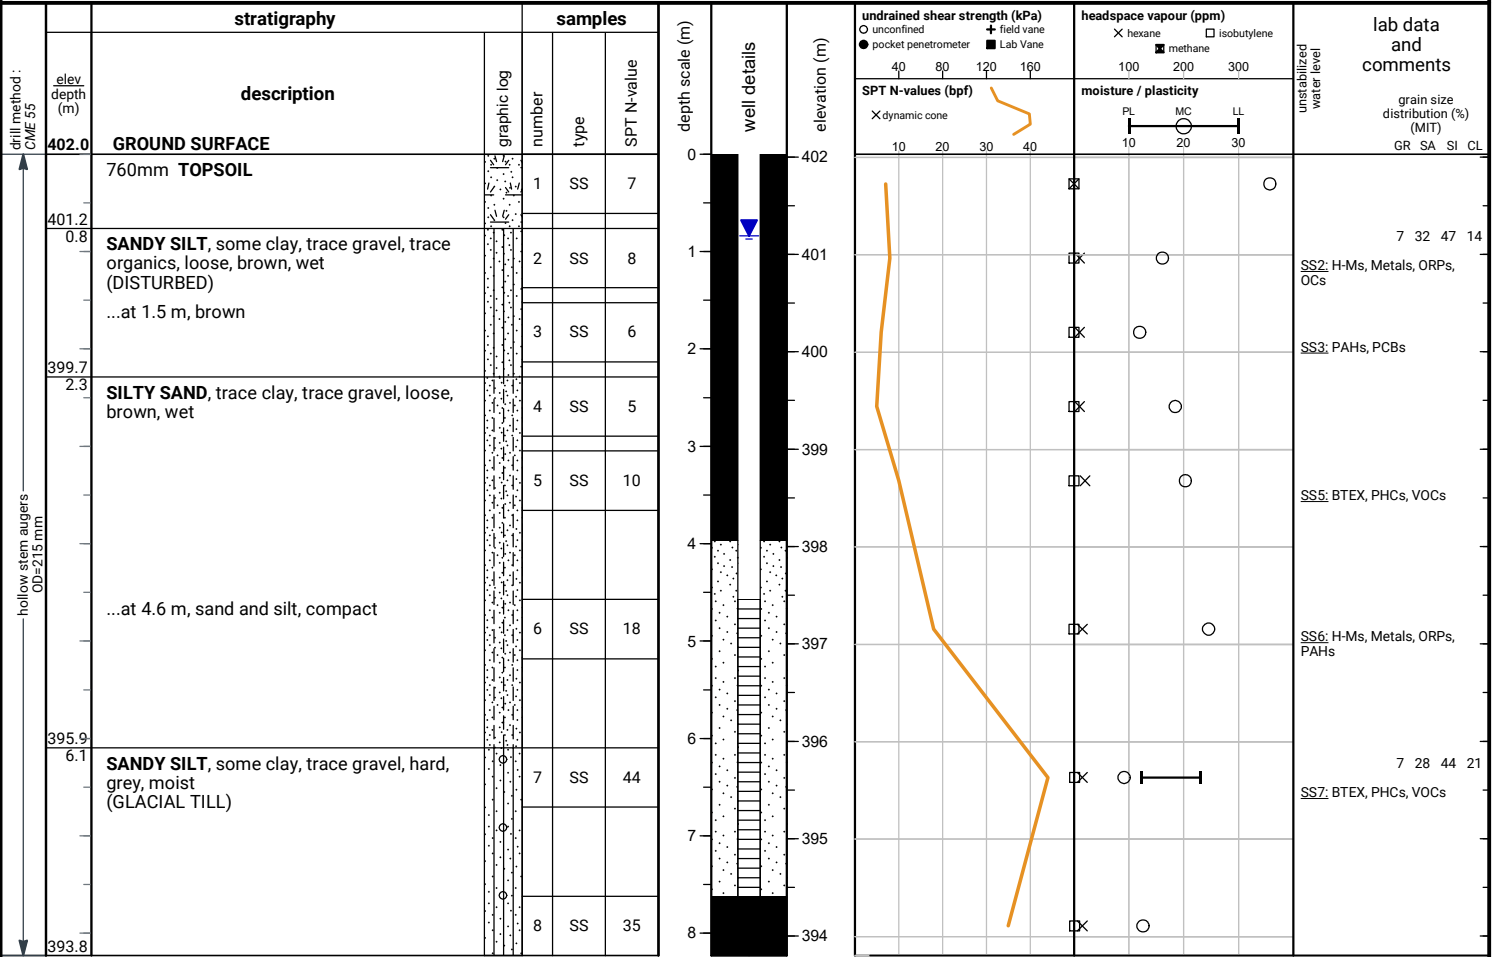 stratigraphy
samples
drill method :
CME 55
elev
depth
(m)
description
graphic log
number
type
SPT N-value
depth scale (m)
well details
elevation (m)
undrained shear strength (kPa)
unconfined
field vane
pocket penetrometer
Lab Vane
40 80 120 160
SPT N-values (bpf)
dynamic cone
10 20 30 40
headspace vapour (ppm)
hexane
isobutylene
methane
100 200 300
moisture / plasticity
PL MC LL
10 20 30
unstabilized
water level
lab data
and
comments
grain size
distribution (%)
(MIT)
GR SA SI CL
402.0 GROUND SURFACE
hollow stem augers
OD=215 mm
760mm TOPSOIL
1 SS 7
401.2
0.8
SANDY SILT, some clay, trace gravel, trace
organics, loose, brown, wet
(DISTURBED)
2 SS 8
...at 1.5 m, brown
3 SS 6
399.7
2.3
SILTY SAND, trace clay, trace gravel, loose,
brown, wet
4 SS 5
5 SS 10
...at 4.6 m, sand and silt, compact
6 SS 18
395.9
6.1
SANDY SILT, some clay, trace gravel, hard,
grey, moist
(GLACIAL TILL)
7 SS 44
8 SS 35
393.8
0
1
2
3
4
5
6
7
8
402
401
400
399
398
397
396
395
394
7 32 47 14
SS2: H-Ms, Metals, ORPs,
OCs
SS3: PAHs, PCBs
SS5: BTEX, PHCs, VOCs
SS6: H-Ms, Metals, ORPs,
PAHs
7 28 44 21
SS7: BTEX, PHCs, VOCs